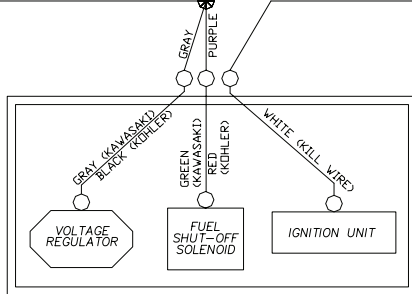 GRAY
PURPLE
GRAY (KAWASAKI)
BLACK (KOHLER)
GREEN
(KAWASAKI)
RED
(KOHLER)
WHITE (KILL WIRE)
VOLTAGE
REGULATOR
FUEL
SHUT-OFF
SOLENOID
IGNITION UNIT